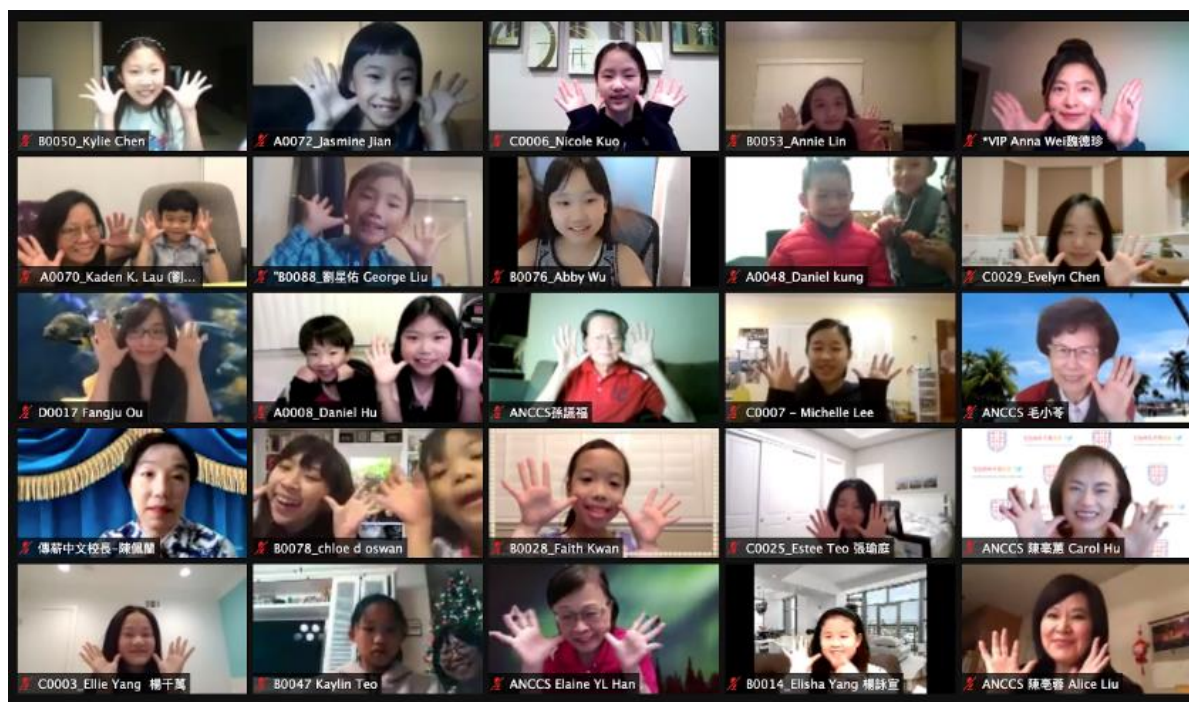 B0050_Kylie Chen
A0072_Jasmine Jian
C0006_Nicole Kuo
B0053_Annie Lin
*VIP Anna Wei魏德珍
A0070_Kaden K. Lau (劉...
"B0088_劉星佑 George Liu
B0076_Abby Wu
A0048_Daniel kung
C0029_Evelyn Chen
D0017 Fangju Ou
A0008_Daniel Hu
ANCCS孫誦福
C0007 – Michelle Lee
ANCCS 毛小苓
傳薪中文校長-陳佩蘭
B0078_chloe d oswan
B0028_Faith Kwan
C0025_Estee Teo 張瑜庭
ANCCS 陳亳蕙 Carol Hu
C0003_Ellie Yang 楊千萬
B0047 Kaylin Teo
ANCCS Elaine YL Han
B0014_Elisha Yang 楊詠宣
ANCCS 陳亳蓉 Alice Liu